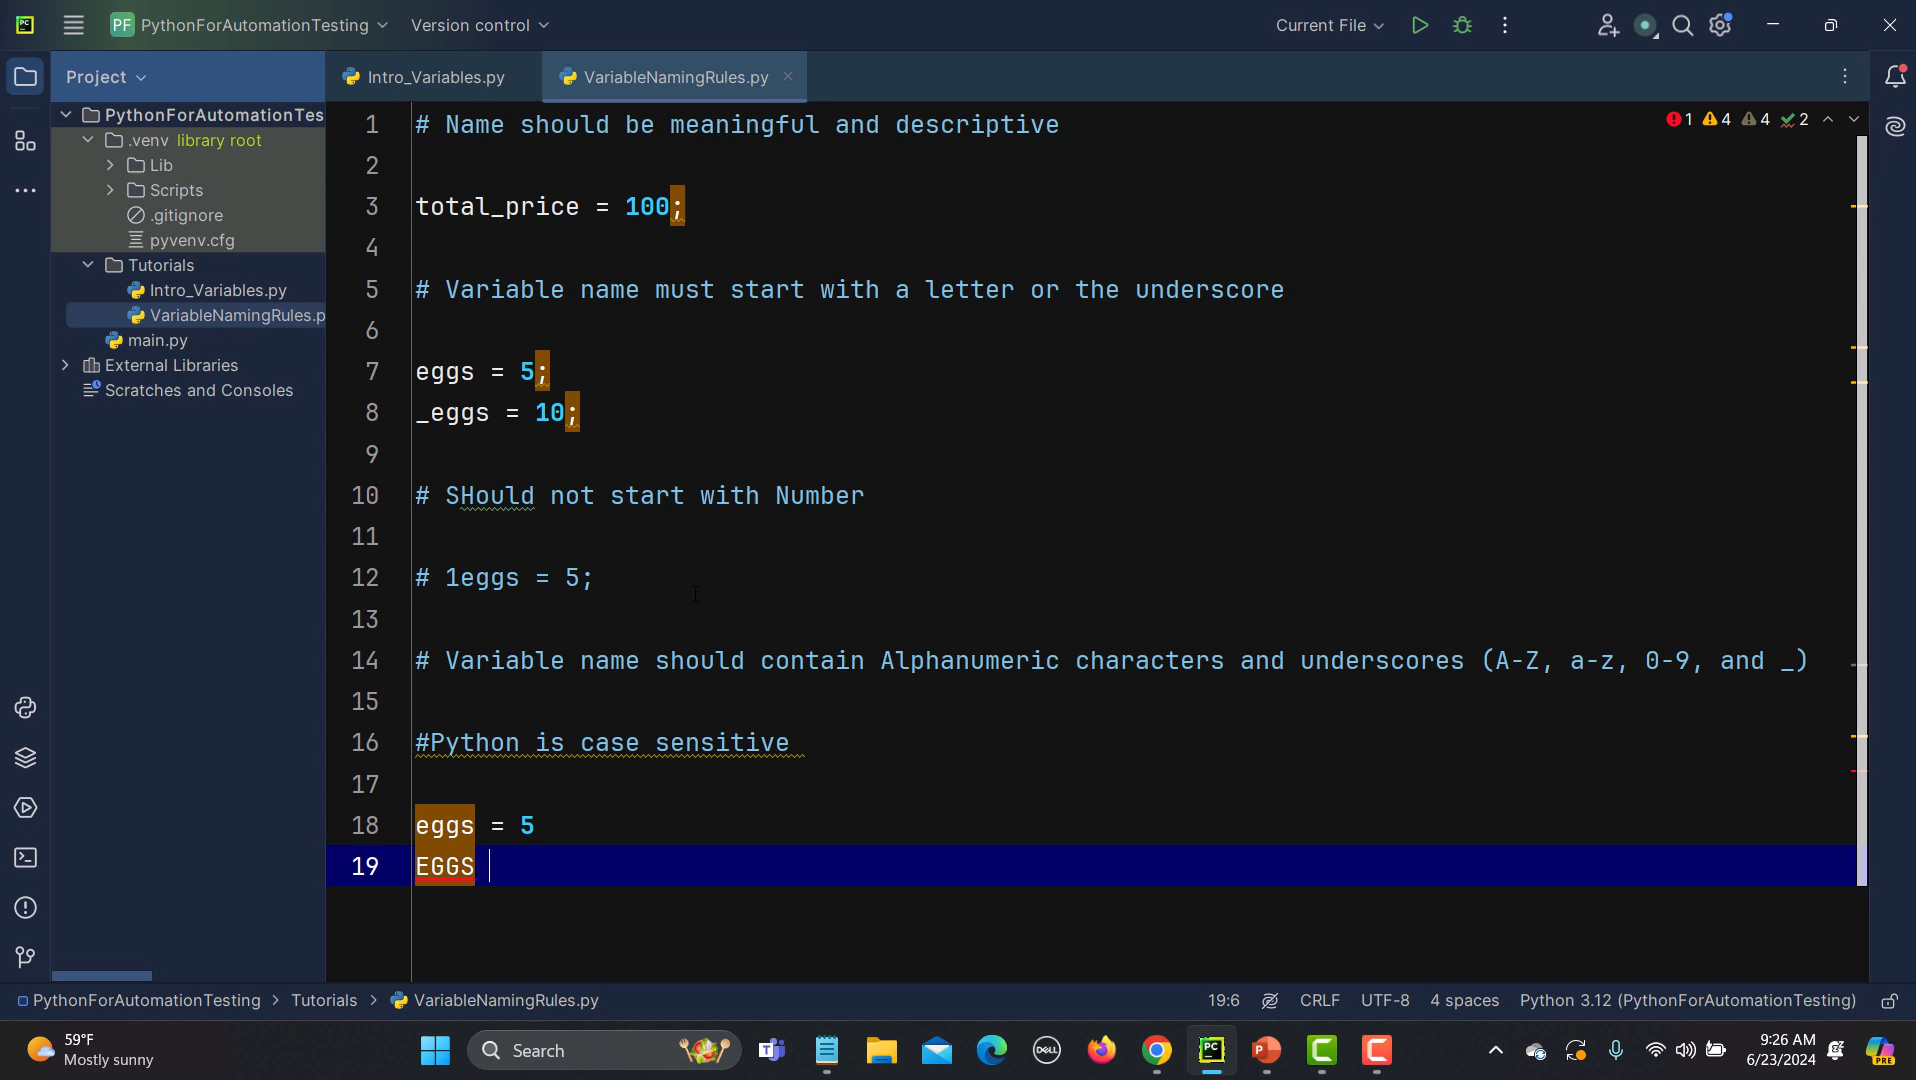 PC
PF PythonForAutomationTesting
Version control
Current File
Project
Intro_Variables.py
VariableNamingRules.py
PythonForAutomationTes
.venv library root
Lib
Scripts
.gitignore
pyvenv.cfg
Tutorials
Intro_Variables.py
VariableNamingRules.p
main.py
External Libraries
Scratches and Consoles
1 4 4 2
1 # Name should be meaningful and descriptive
2
3 total_price = 100;
4
5 # Variable name must start with a letter or the underscore
6
7 eggs = 5;
8 _eggs = 10;
9
10 # SHould not start with Number
11
12 # 1eggs = 5;
13
14 # Variable name should contain Alphanumeric characters and underscores (A-Z, a-z, 0-9, and _)
15
16 #Python is case sensitive
17
18 eggs = 5
19 EGGS
PythonForAutomationTesting > Tutorials > VariableNamingRules.py
19:6 CRLF UTF-8 4 spaces Python 3.12 (PythonForAutomationTesting)
59°F
Mostly sunny
Search
DELL
PC
P
C
C
9:26 AM
6/23/2024
PRE